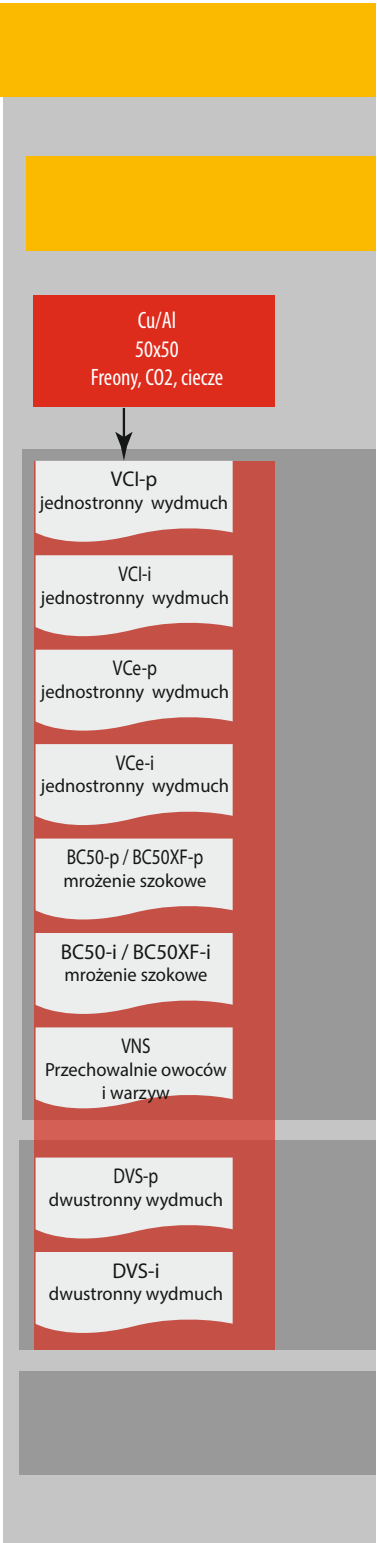 Cu/Al
50x50
Freony, CO2, ciecze
VCI-p
jednostronny wydmuch
VCI-i
jednostronny wydmuch
VCe-p
jednostronny wydmuch
VCe-i
jednostronny wydmuch
BC50-p / BC50XF-p
mrożenie szokowe
BC50-i / BC50XF-i
mrożenie szokowe
VNS
Przechowalnie owoców
i warzyw
DVS-p
dwustronny wydmuch
DVS-i
dwustronny wydmuch